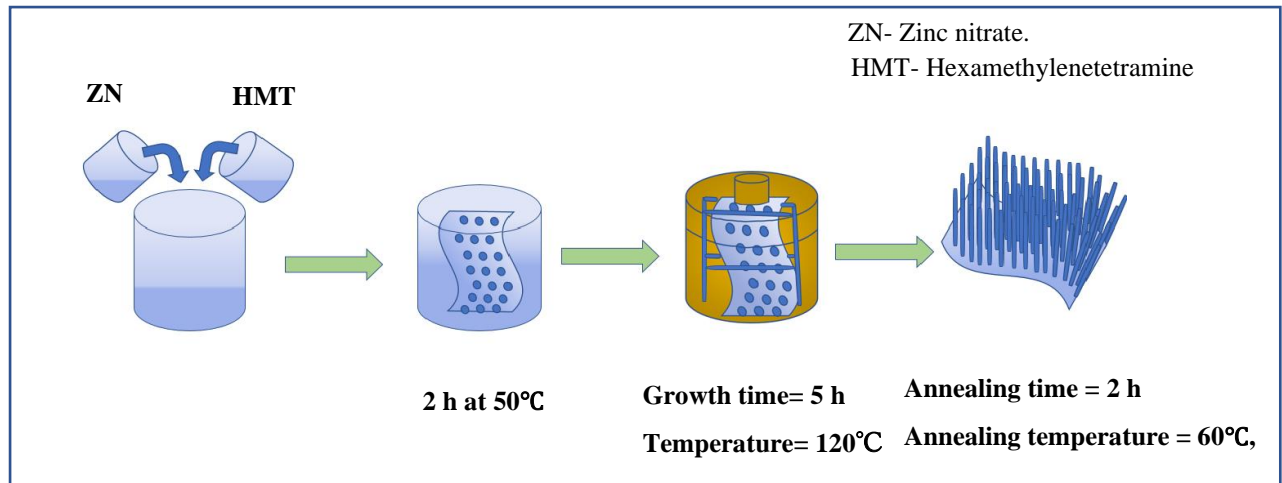 ZN- Zinc nitrate.
HMT- Hexamethylenetetramine
ZN
HMT
2 h at 50℃
Growth time= 5 h
Temperature= 120℃
Annealing time = 2 h
Annealing temperature = 60℃,